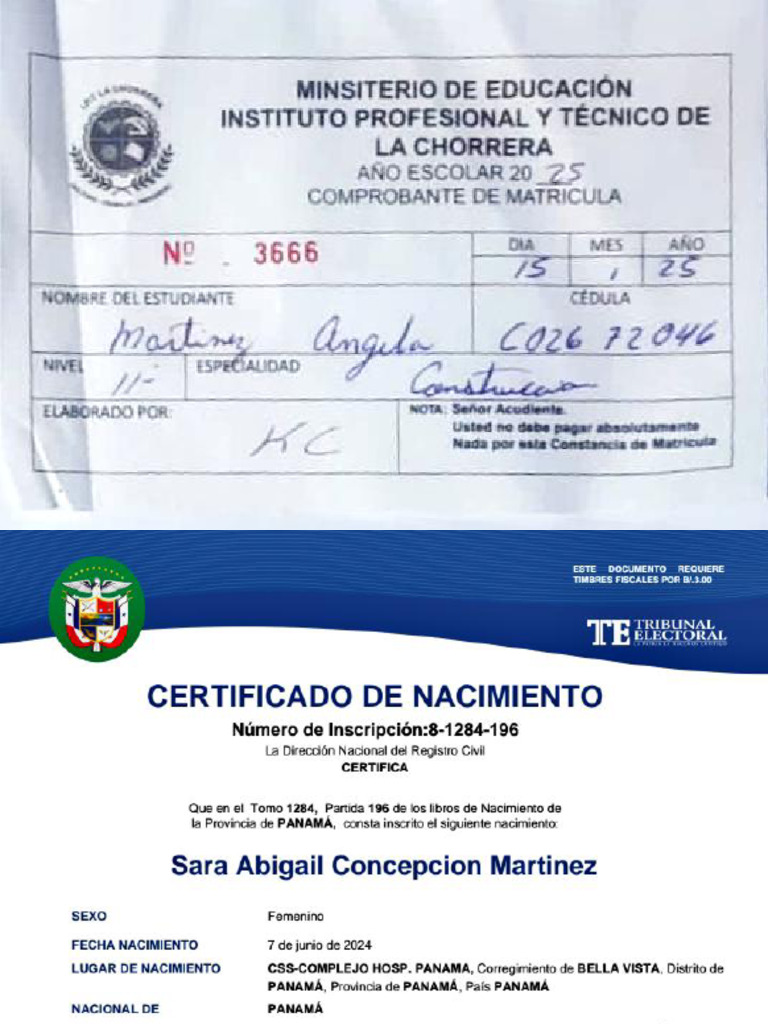 MINSITERIO DE EDUCACIÓN
INSTITUTO PROFESIONAL Y TÉCNICO DE
LA CHORRERA
AÑO ESCOLAR 20 25
COMPROBANTE DE MATRICULA
Nº . 3666
DIA MES AÑO
15 1 25
NOMBRE DEL ESTUDIANTE CÉDULA
Martinez Angela C026 72046
NIVEL ESPECIALIDAD
11-
ELABORADO POR:
KC
NOTA: Señor Acudiente.
Usted no debe pagar absolutamente
Nada por esta Constancia de Matricula
ESTE DOCUMENTO REQUIERE
TIMBRES FISCALES POR B/.3.00
TE TRIBUNAL
ELECTORAL
CERTIFICADO DE NACIMIENTO
Número de Inscripción:8-1284-196
La Dirección Nacional del Registro Civil
CERTIFICA
Que en el Tomo 1284, Partida 196 de los libros de Nacimiento de
la Provincia de PANAMÁ, consta inscrito el siguiente nacimiento:
Sara Abigail Concepcion Martinez
SEXO Femenino
FECHA NACIMIENTO 7 de junio de 2024
LUGAR DE NACIMIENTO CSS-COMPLEJO HOSP. PANAMA, Corregimiento de BELLA VISTA, Distrito de
PANAMÁ, Provincia de PANAMÁ, País PANAMÁ
NACIONAL DE PANAMÁ